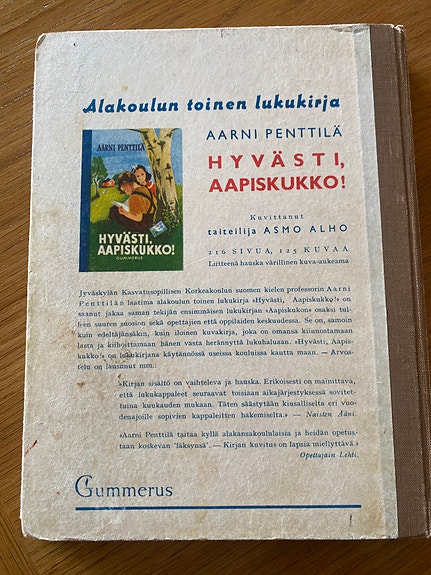 Alakoulun toinen lukukirja
AARNI PENTTILÄ
HYVÄSTI,
AAPISKUKKO!
AARNI PENTTILÄ
HYVÄSTI,
AAPISKUKKO!
GUMMERUS
Kuvittanut
taiteilija ASMO ALHO
216 SIVUA, 125 KUVAA
Liitteenä hauska värillinen kuva-aukeama
Jyväskylän Kasvatusopillisen Korkeakoulun suomen kielen professorin Aarni
Penttilän laatima alakoulun toinen lukukirja »Hyvästi, Aapiskukko!» on
saanut jakaa saman tekijän ensimmäisen lukukirjan »Aapiskukon» osaksi tul-
leen suuren suosion sekä opettajien että oppilaiden keskuudessa. Se on, samoin
kuin edeltäjänsäkin, kuin iloinen kuvakirja, joka on omansa kiinnostamaan
lasta ja kiihoittamaan hänen vasta herännyttä lukuhaluaan. »Hyvästi, Aapis-
kukko!» on lukukirjana käytännössä useissa kouluissa kautta maan. — Arvos-
telu on lausunut mm.:
»Kirjan sisältö on vaihteleva ja hauska. Erikoisesti on mainittava,
että lukukappaleet seuraavat toisiaan aikajärjestyksessä sovitet-
tuina kuukauden mukaan. Täten säästytään kiusalliselta eri vuo-
denajoille sopivien kappaleitten hakemiselta.» — Naisten Ääni.
»Aarni Penttilä taitaa kyllä alakansakoululaisia ja heidän opetus-
taan koskevan 'läksynsä'. — Kirjan kuvitus on lapsia miellyttävä.»
Opettajain Lehti.
Gummerus